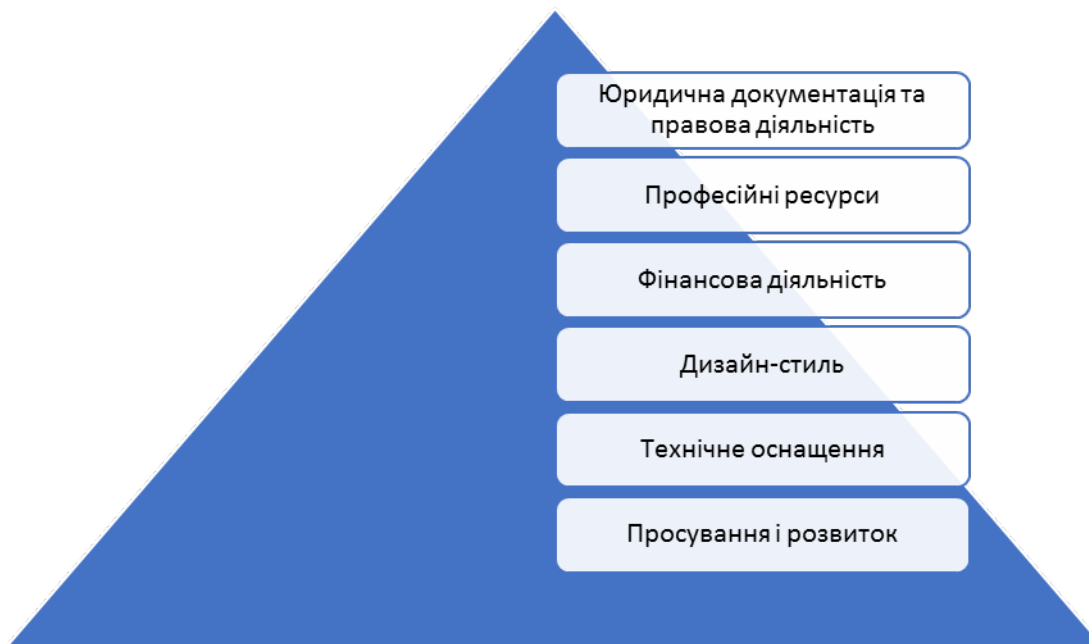 Юридична документація та
правова діяльність
Професійні ресурси
Фінансова діяльність
Дизайн-стиль
Технічне оснащення
Просування і розвиток